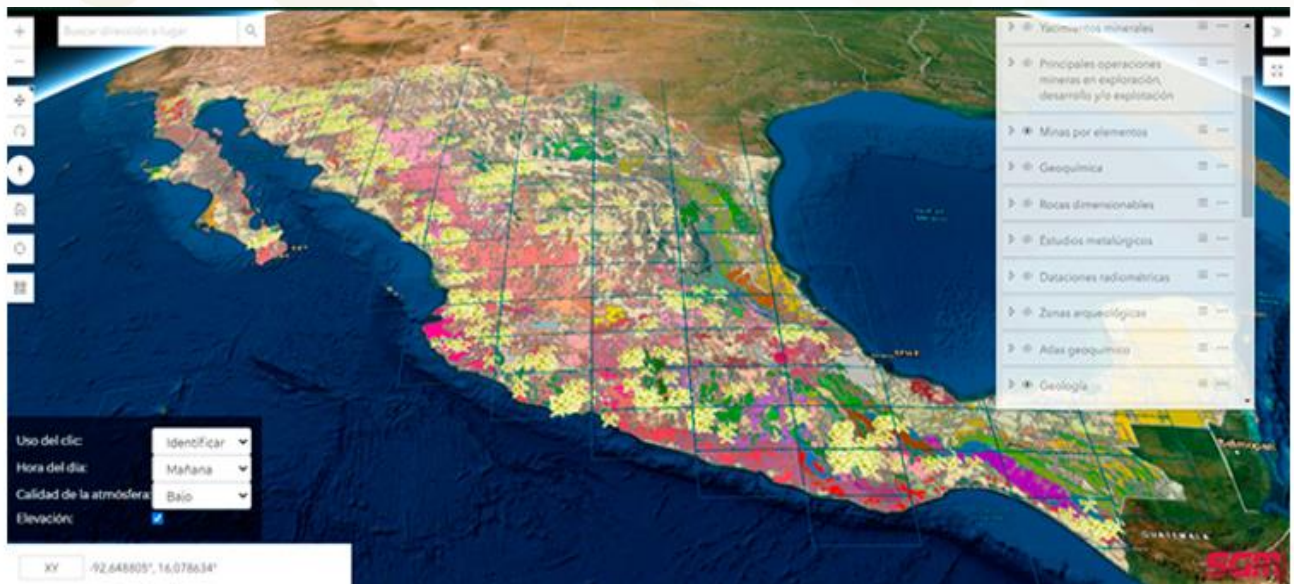 Buscar dirección o lugar
Yacimientos minerales
Principales operaciones
mineras en exploración,
desarrollo y/o explotación
Minas por elementos
Geoquímica
Rocas dimensionables
Estudios metalúrgicos
Dataciones radiométricas
Zonas arqueológicas
Atlas geoquímico
Geología
Uso del clic:
Identificar
Hora del día:
Mañana
Calidad de la atmósfera:
Bajo
Elevación:
GUATEMALA
SGM
XY
-92,648805°, 16,078634°